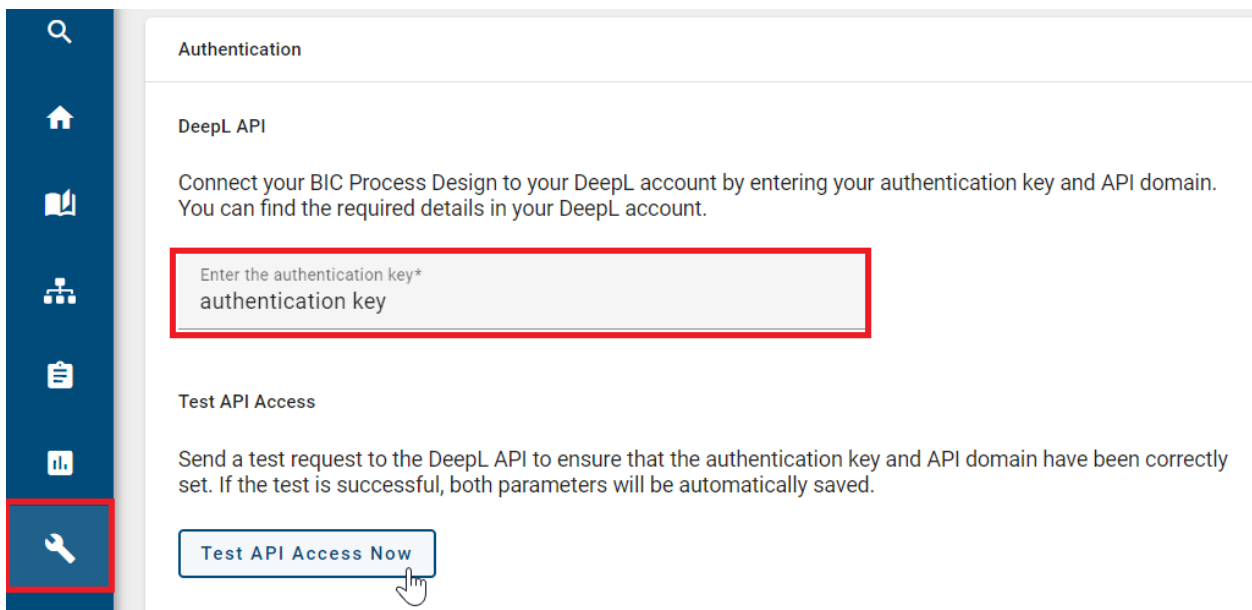 Authentication
DeepL API
Connect your BIC Process Design to your DeepL account by entering your authentication key and API domain.
You can find the required details in your DeepL account.
Enter the authentication key*
authentication key
Test API Access
Send a test request to the DeepL API to ensure that the authentication key and API domain have been correctly
set. If the test is successful, both parameters will be automatically saved.
Test API Access Now